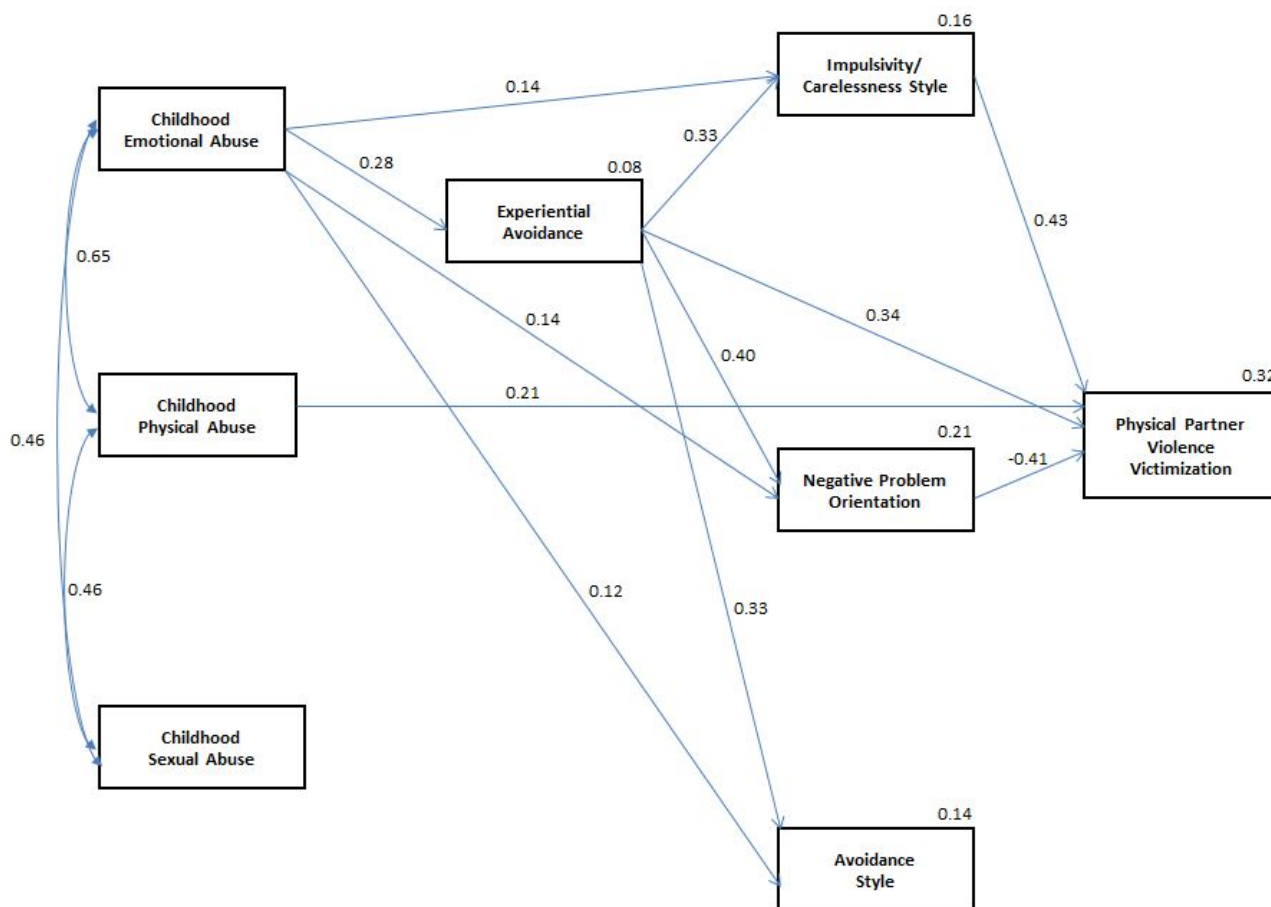 0.16
Impulsivity/
Carelessness Style
0.14
Childhood
Emotional Abuse
0.33
0.28
0.08
Experiential
Avoidance
0.43
0.65
0.14
0.34
0.40
0.32
Childhood
Physical Abuse
0.21
Physical Partner
Violence
Victimization
0.46
0.21
-0.41
Negative Problem
Orientation
0.46
0.12
0.33
Childhood
Sexual Abuse
0.14
Avoidance
Style